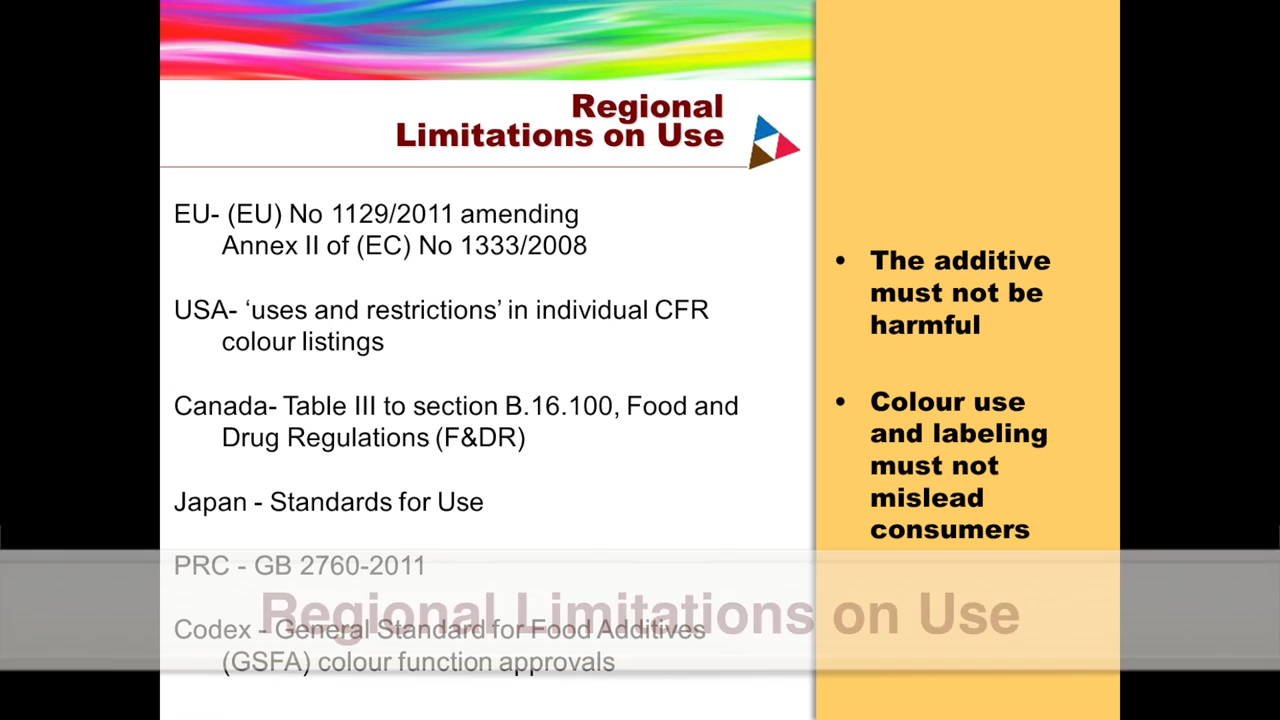 Regional
Limitations on Use
EU- (EU) No 1129/2011 amending
Annex II of (EC) No 1333/2008
USA- ‘uses and restrictions’ in individual CFR
colour listings
Canada- Table III to section B.16.100, Food and
Drug Regulations (F&DR)
Japan - Standards for Use
PRC - GB 2760-2011
Codex - General Standard for Food Additives
(GSFA) colour function approvals
• The additive
must not be
harmful
• Colour use
and labeling
must not
mislead
consumers
Regional Limitations on Use